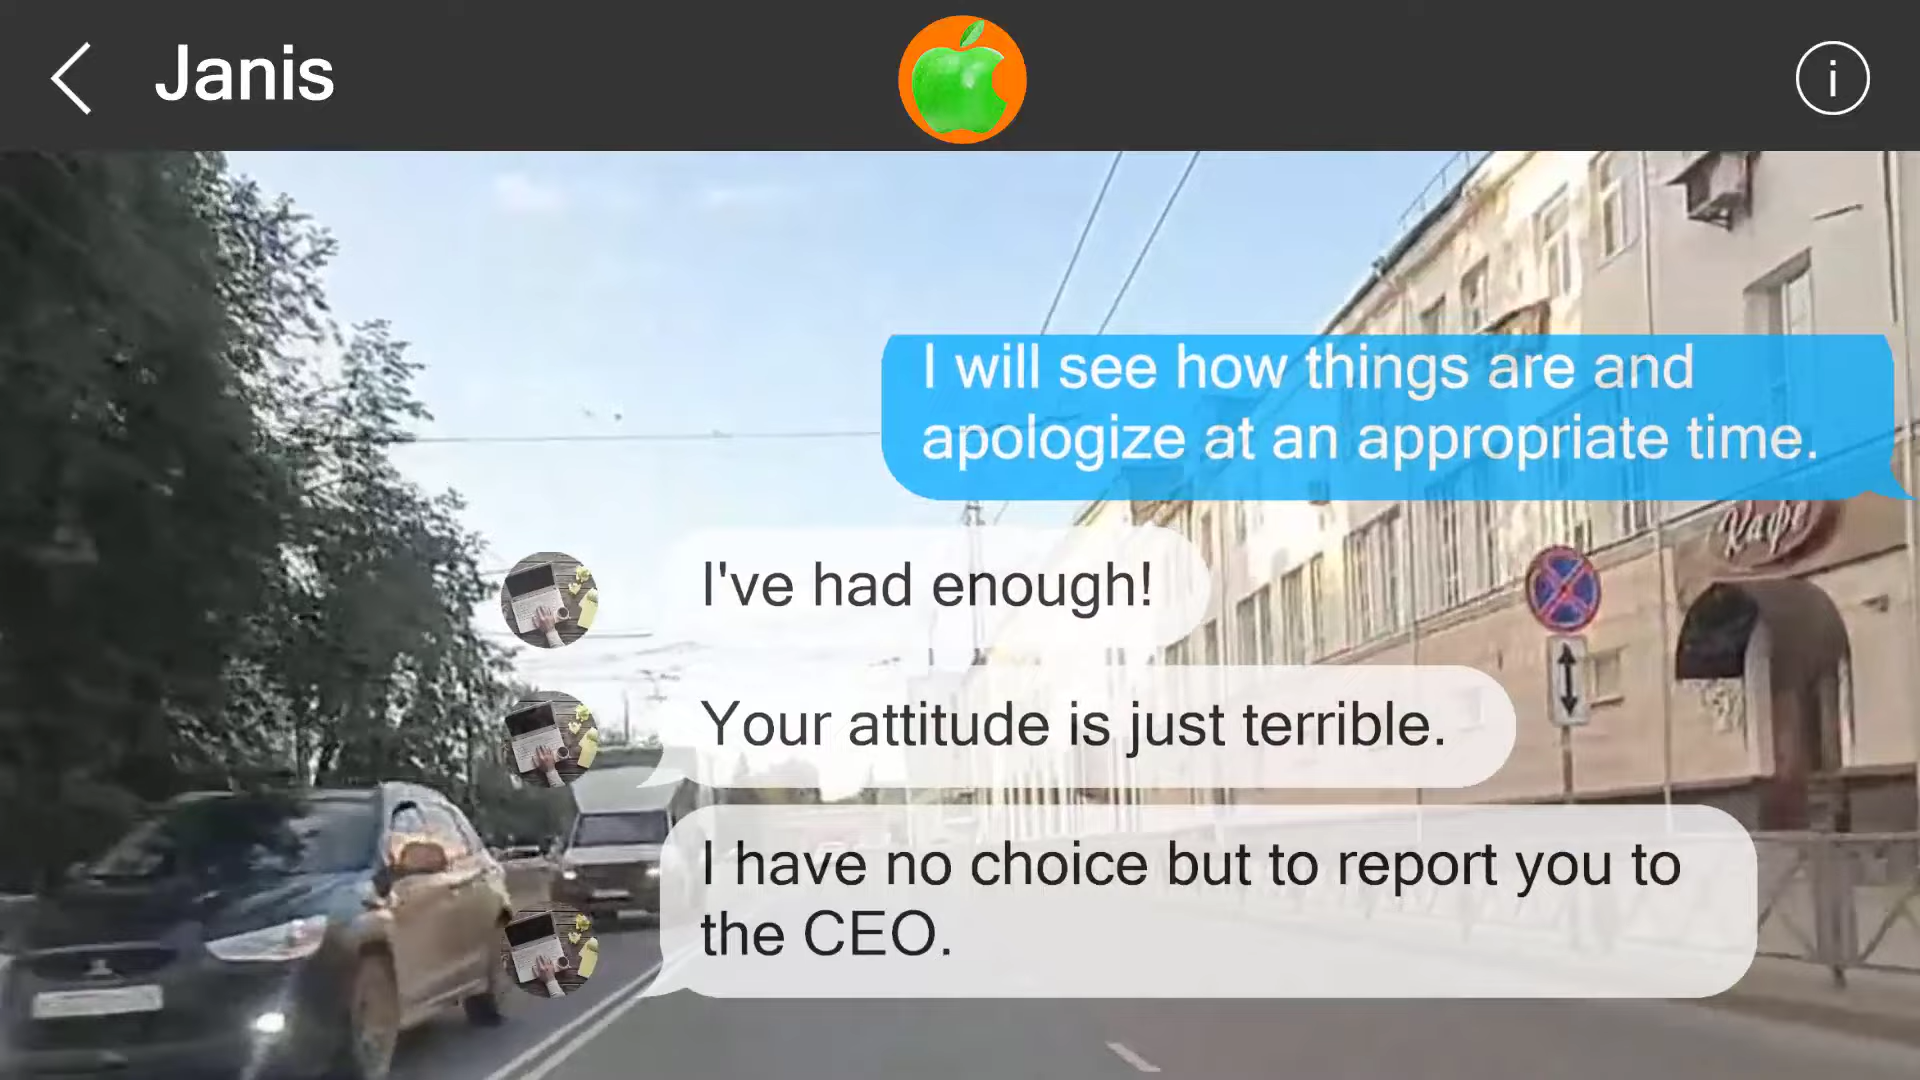 Janis
i
I will see how things are and
apologize at an appropriate time.
Кафе
I've had enough!
Your attitude is just terrible.
I have no choice but to report you to
the CEO.